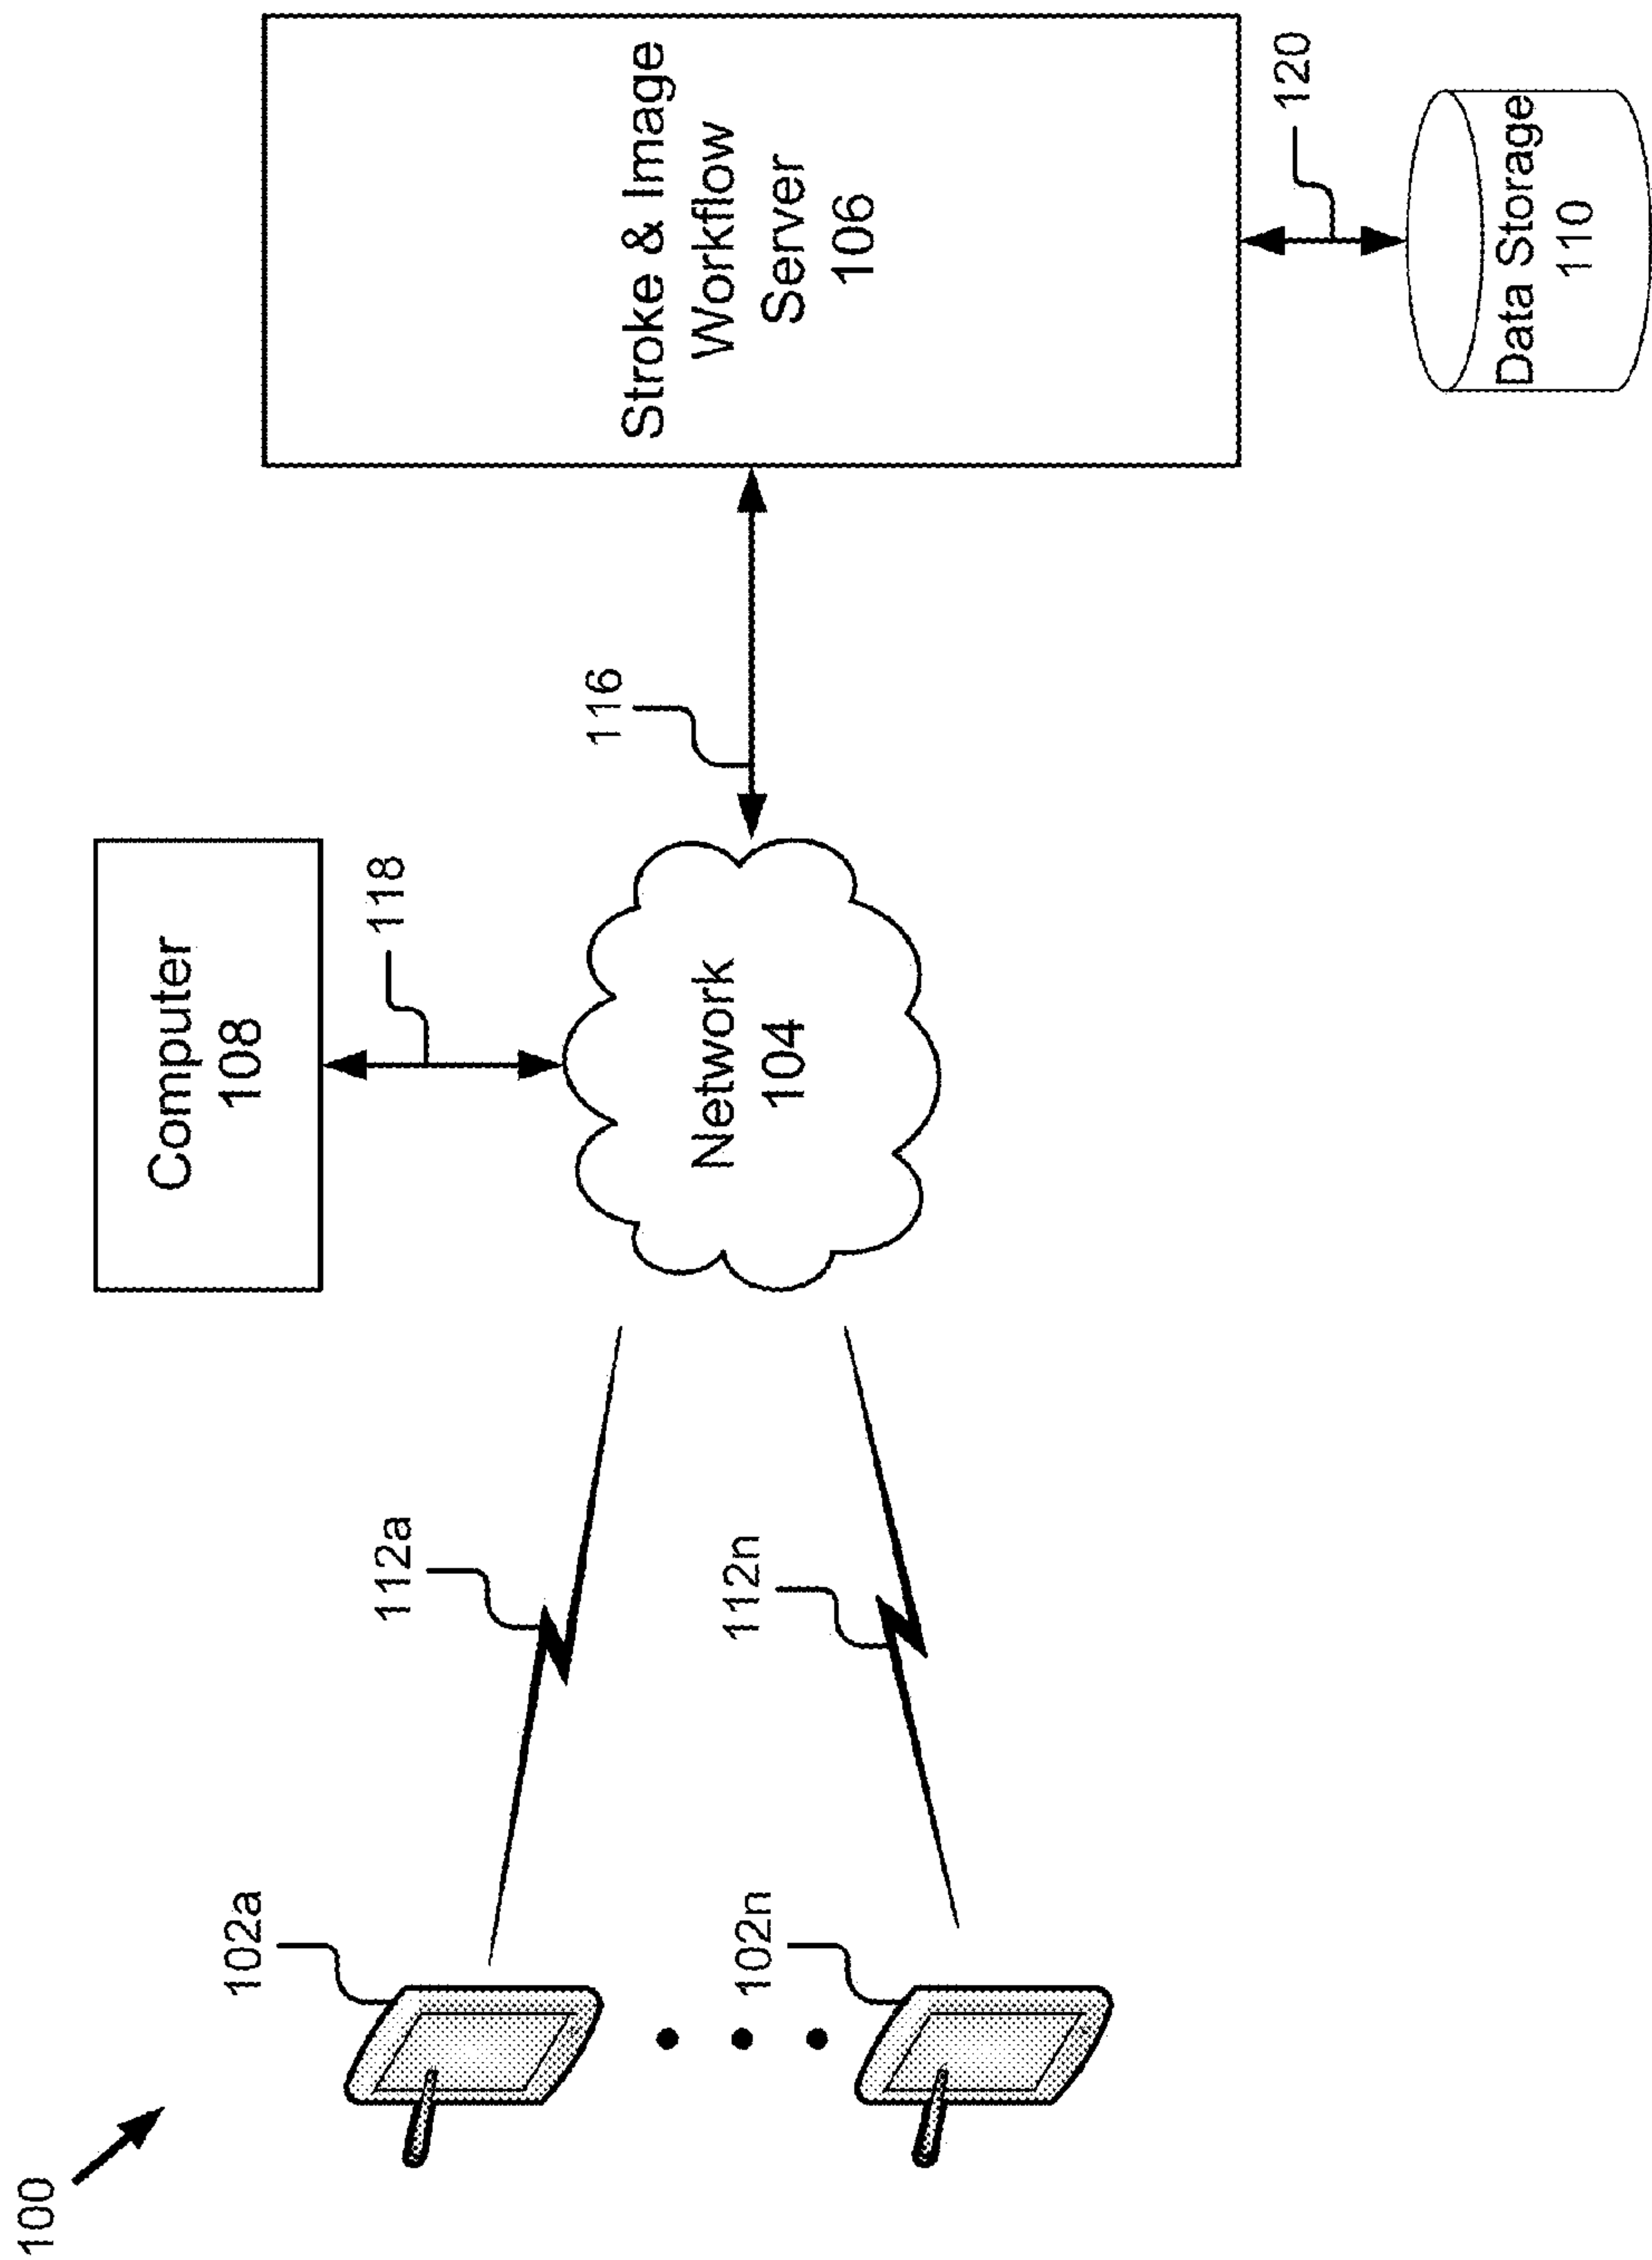 100
102a
102n
112a
112n
Computer
108
118
Network
104
116
Stroke & Image
Workflow
Server
106
120
Data Storage
110